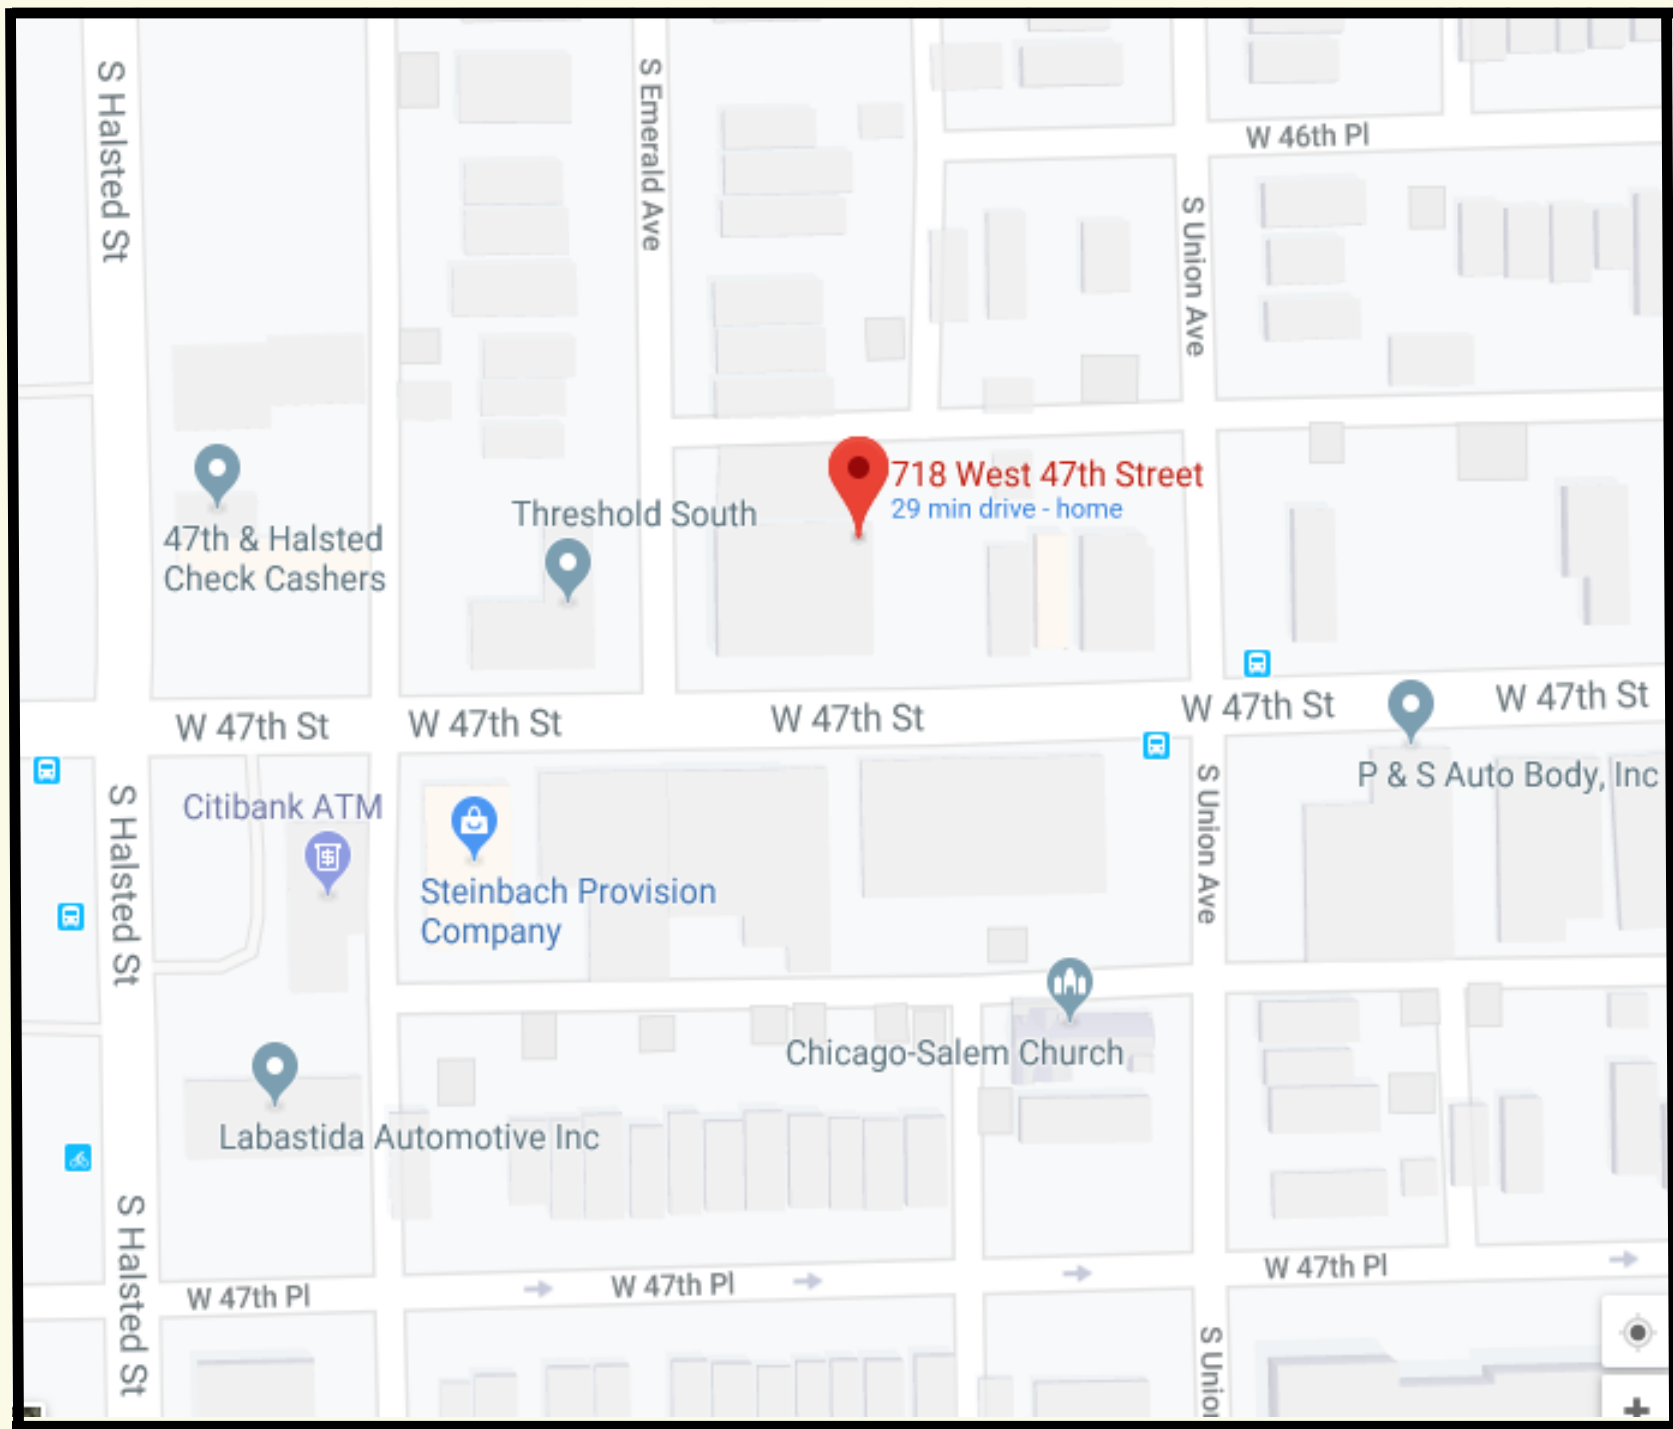 S Halsted St
S Emerald Ave
W 46th Pl
S Union Ave
718 West 47th Street
29 min drive - home
Threshold South
47th & Halsted
Check Cashers
W 47th St
W 47th St
W 47th St
W 47th St
W 47th St
P & S Auto Body, Inc
S Union Ave
S Halsted St
Citibank ATM
$
Steinbach Provision
Company
Chicago-Salem Church
Labastida Automotive Inc
S Halsted St
W 47th Pl
W 47th Pl
W 47th Pl
S Union